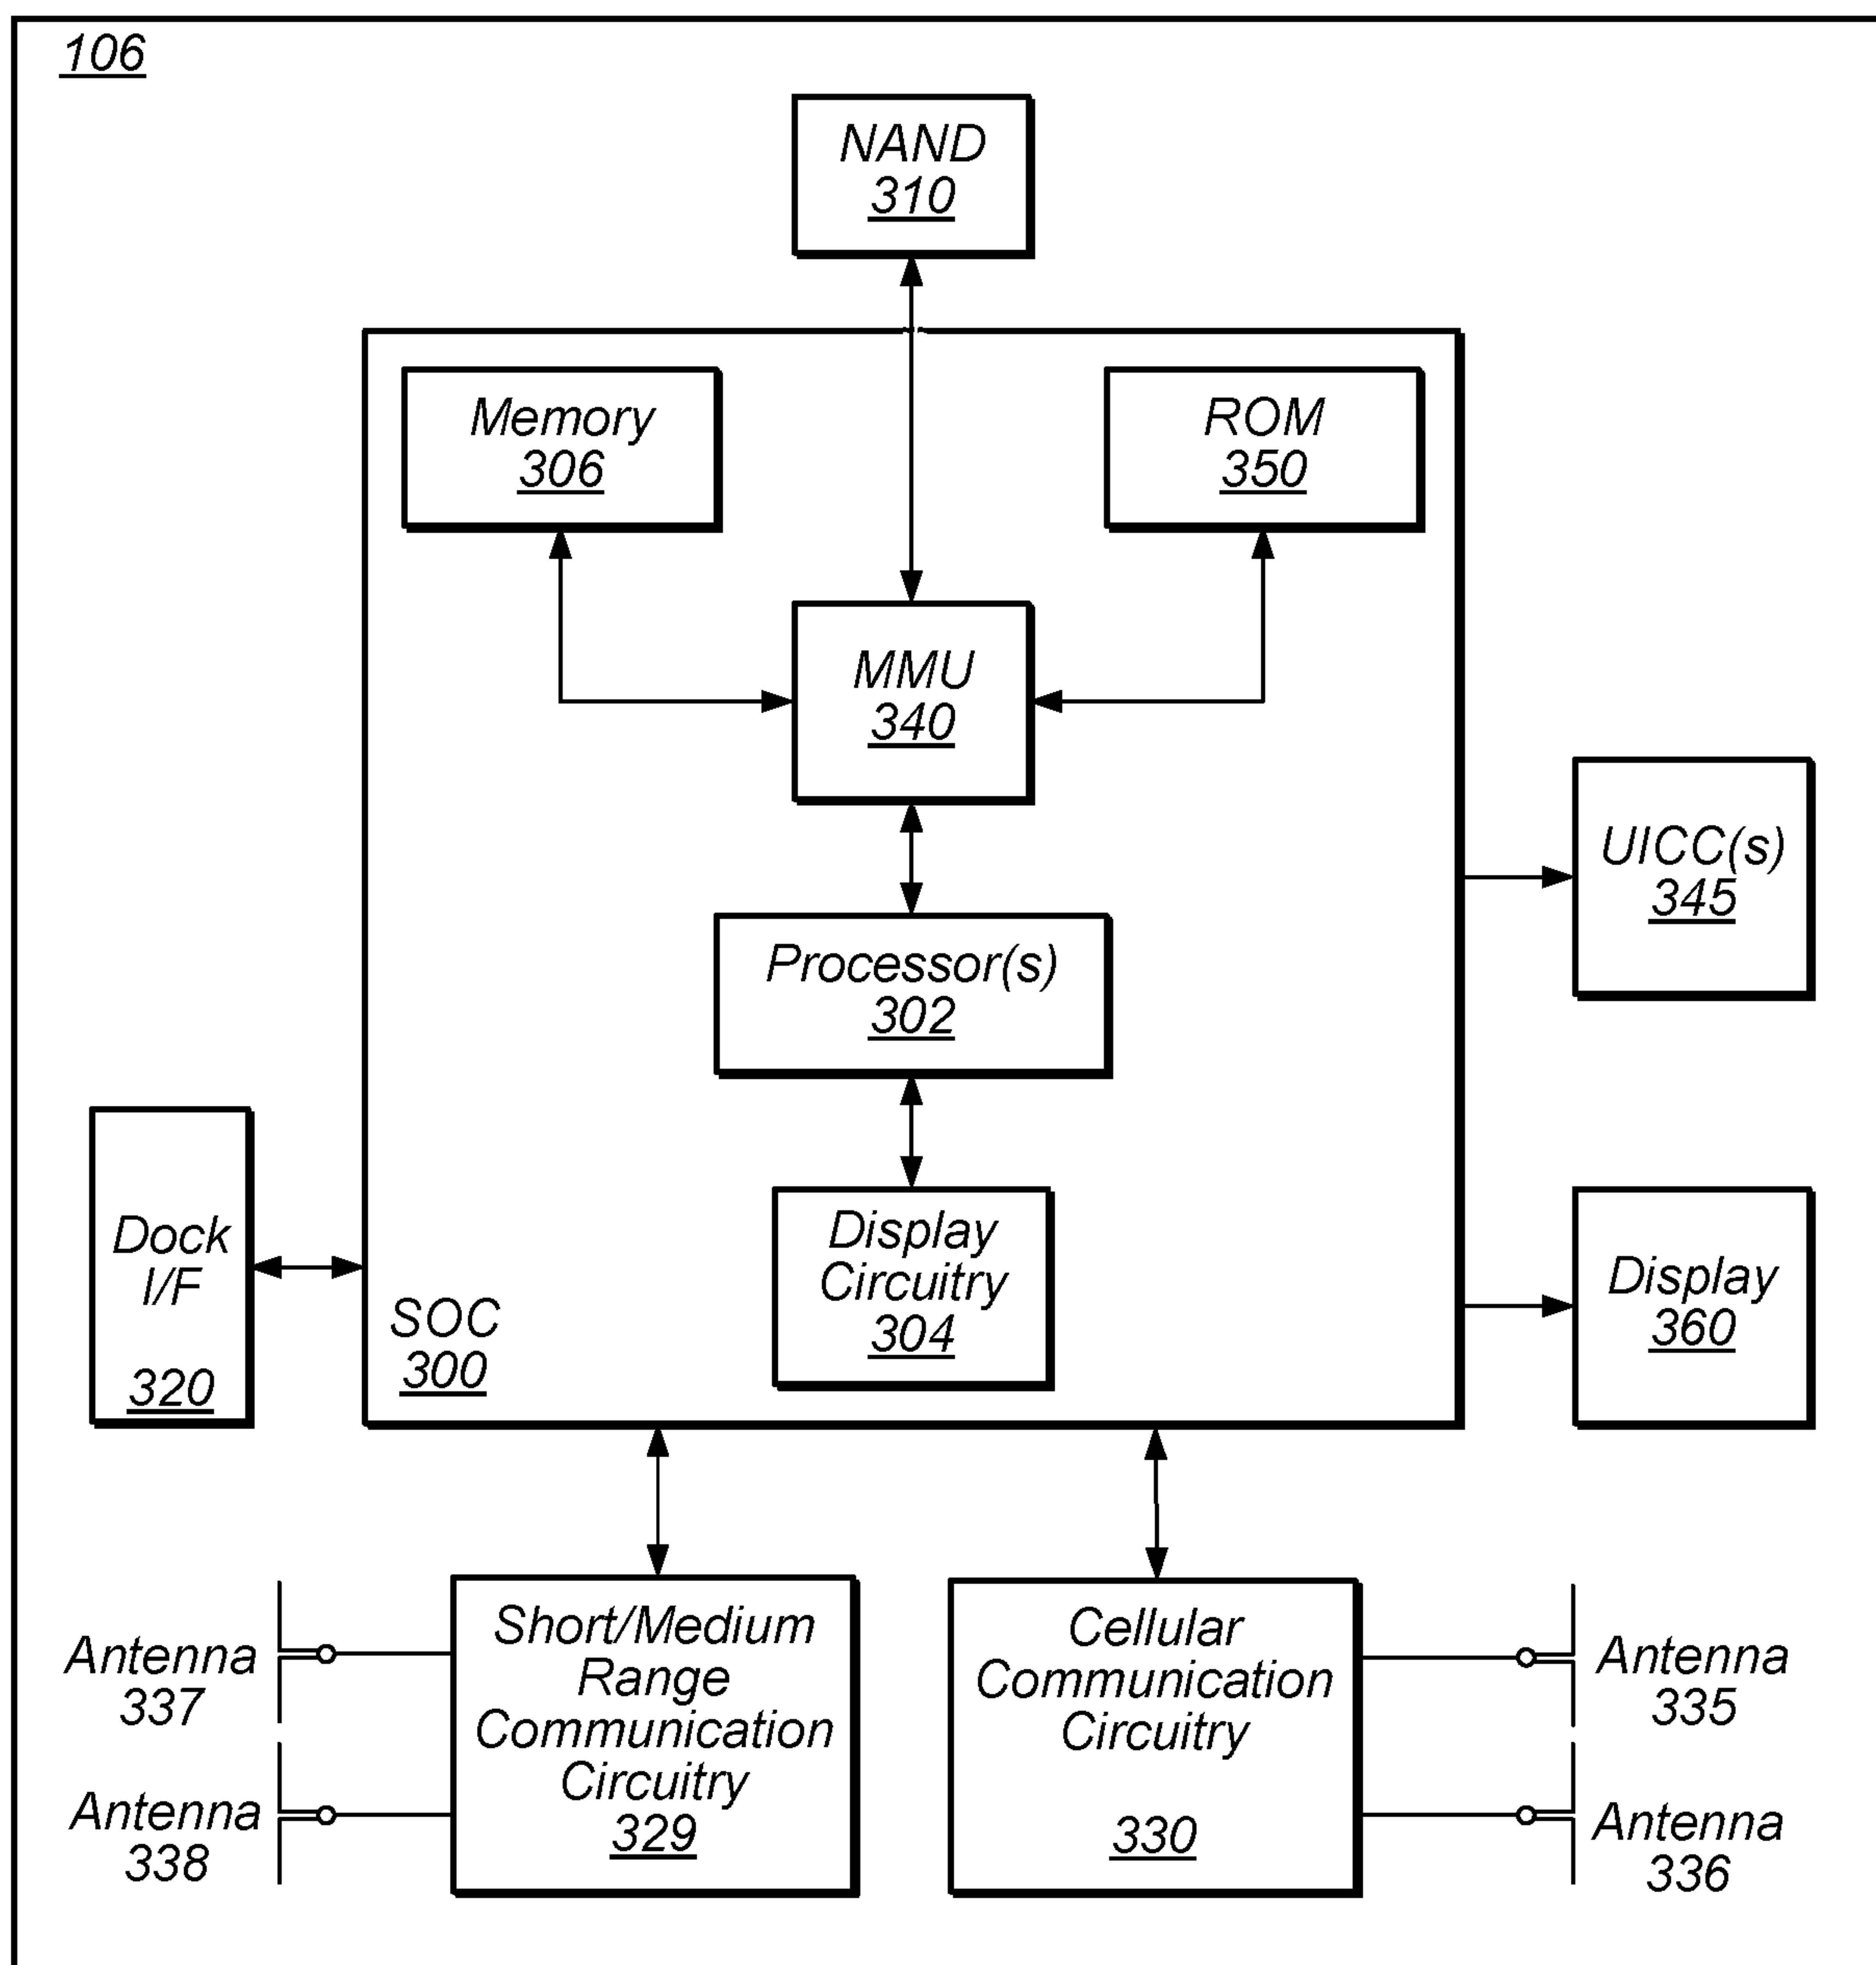 106
NAND
310
Memory
306
ROM
350
MMU
340
UICC(s)
345
Processor(s)
302
Dock
I/F
320
SOC
300
Display
Circuitry
304
Display
360
Antenna
337
Antenna
338
Short/Medium
Range
Communication
Circuitry
329
Cellular
Communication
Circuitry
330
Antenna
335
Antenna
336